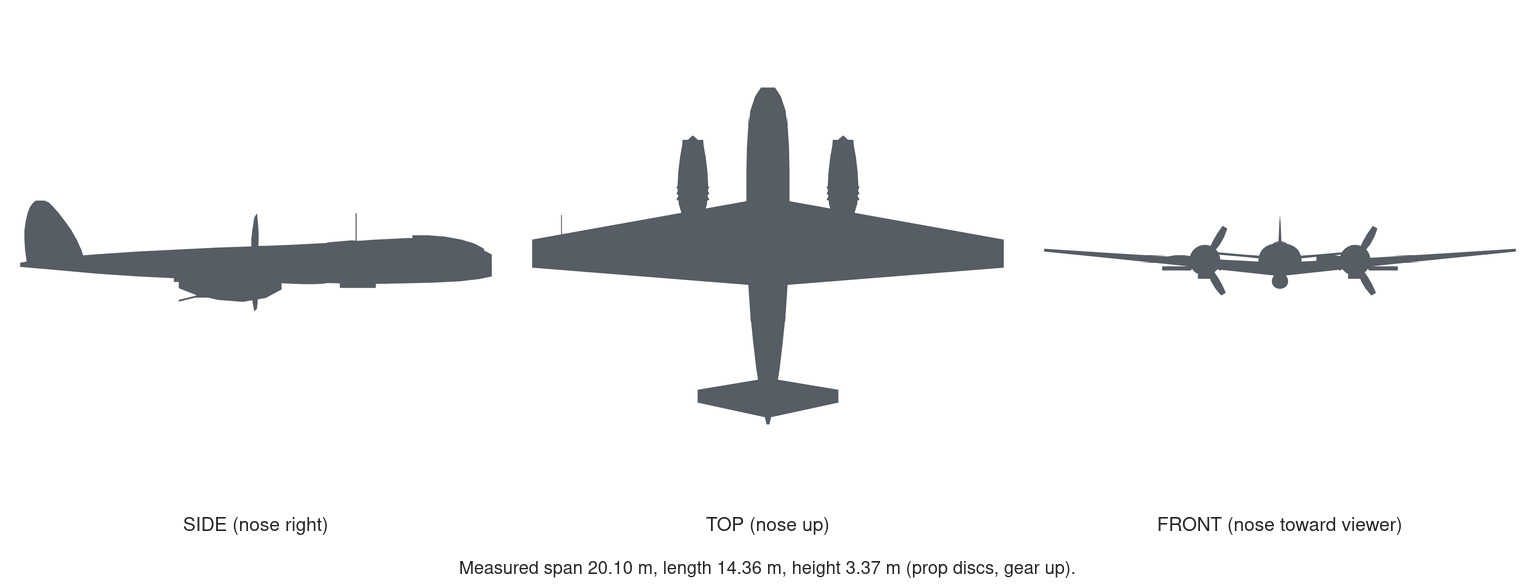 SIDE (nose right)
TOP (nose up)
FRONT (nose toward viewer)
Measured span 20.10 m, length 14.36 m, height 3.37 m (prop discs, gear up).